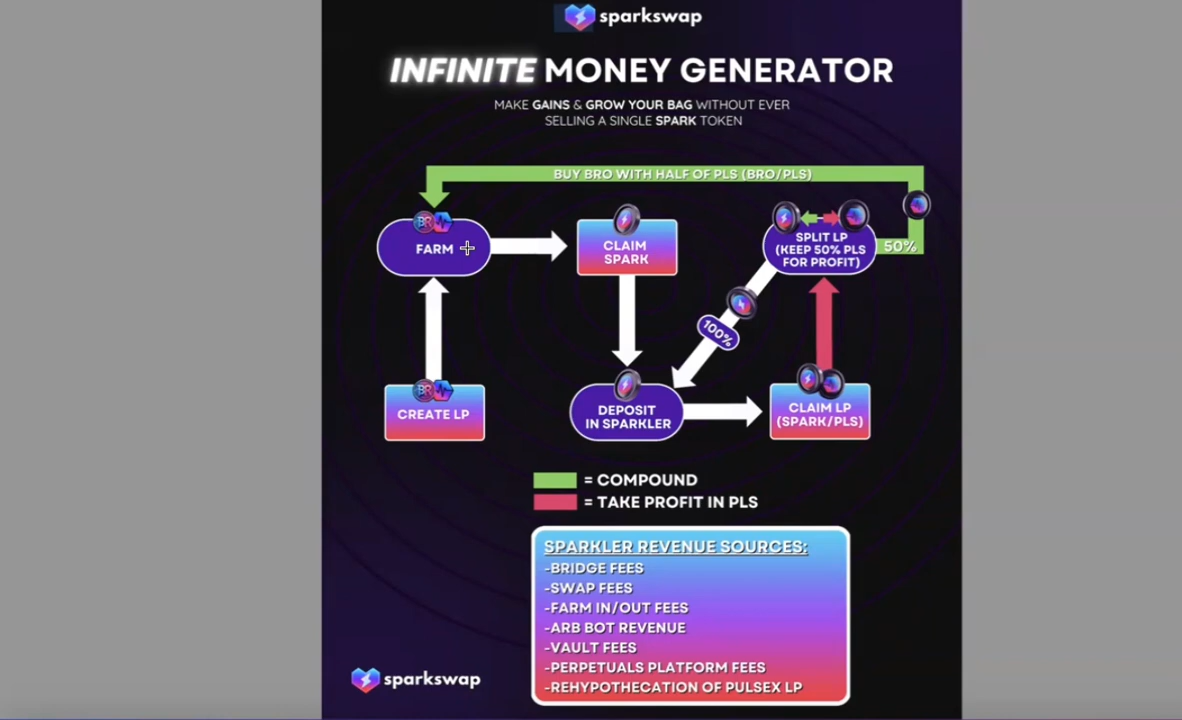 sparkswap
INFINITE MONEY GENERATOR
MAKE GAINS & GROW YOUR BAG WITHOUT EVER
SELLING A SINGLE SPARK TOKEN
BUY BRO WITH HALF OF PLS (BRO/PLS)
BR
FARM
CLAIM
SPARK
SPLIT LP
(KEEP 50% PLS
FOR PROFIT)
50%
100%
BR
CREATE LP
DEPOSIT
IN SPARKLER
CLAIM LP
(SPARK/PLS)
= COMPOUND
= TAKE PROFIT IN PLS
SPARKLER REVENUE SOURCES:
-BRIDGE FEES
-SWAP FEES
-FARM IN/OUT FEES
-ARB BOT REVENUE
-VAULT FEES
-PERPETUALS PLATFORM FEES
-REHYPOTHECATION OF PULSEX LP
sparkswap